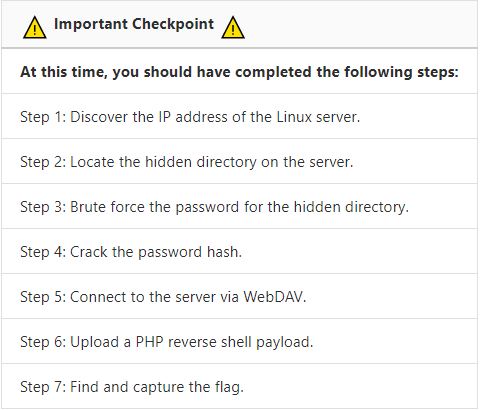 Important Checkpoint
At this time, you should have completed the following steps:
Step 1: Discover the IP address of the Linux server.
Step 2: Locate the hidden directory on the server.
Step 3: Brute force the password for the hidden directory.
Step 4: Crack the password hash.
Step 5: Connect to the server via WebDAV.
Step 6: Upload a PHP reverse shell payload.
Step 7: Find and capture the flag.